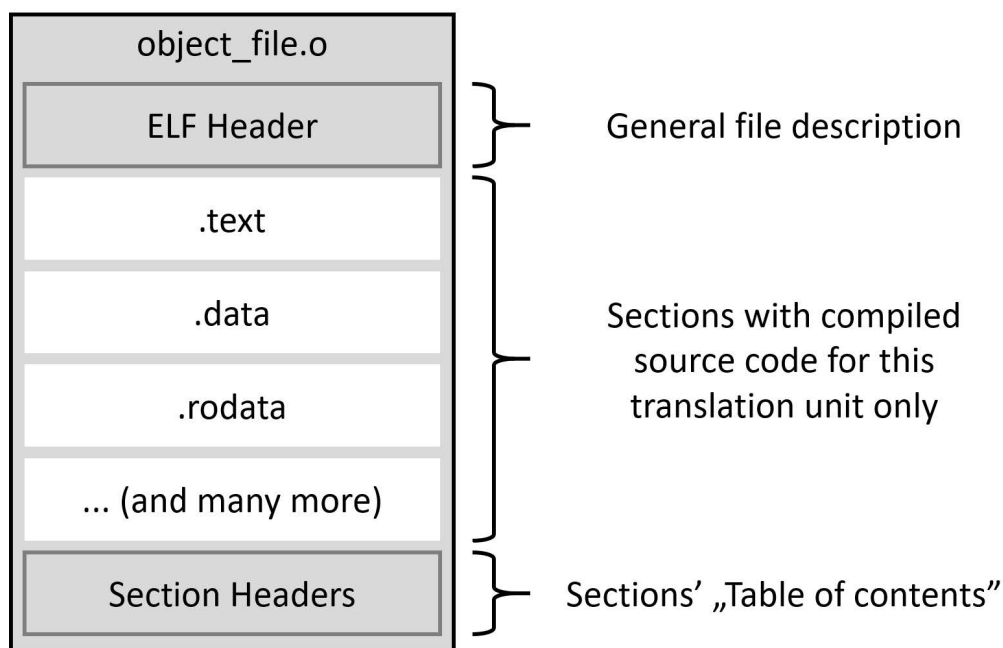 object_file.o
ELF Header
General file description
.text
.data
.rodata
... (and many more)
Sections with compiled
source code for this
translation unit only
Section Headers
Sections’ „Table of contents”